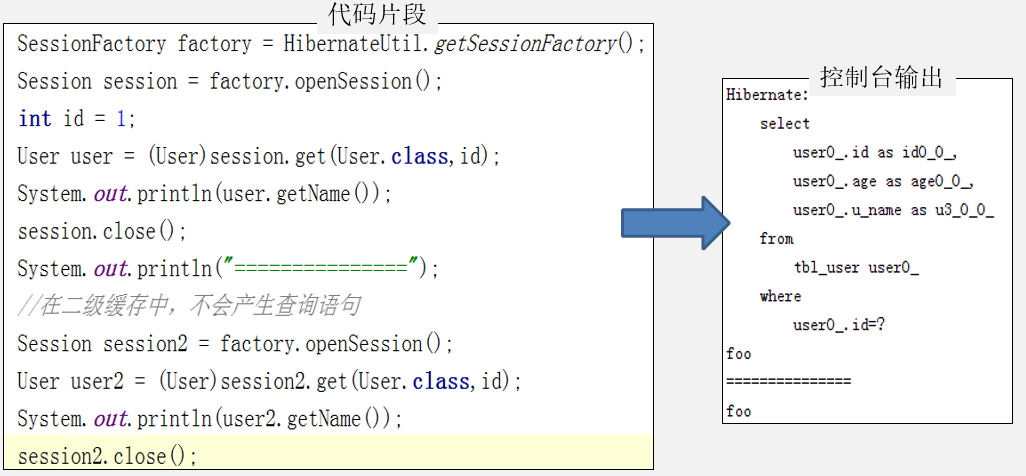 代码片段
SessionFactory factory = HibernateUtil.getSessionFactory();
Session session = factory.openSession();
int id = 1;
User user = (User)session.get(User.class,id);
System.out.println(user.getName());
session.close();
System.out.println("===============");
//在二级缓存中，不会产生查询语句
Session session2 = factory.openSession();
User user2 = (User)session2.get(User.class,id);
System.out.println(user2.getName());
session2.close();
控制台输出
Hibernate:
select
user0_.id as id0_0_,
user0_.age as age0_0_,
user0_.u_name as u3_0_0_
from
tbl_user user0_
where
user0_.id=?
foo
===============
foo